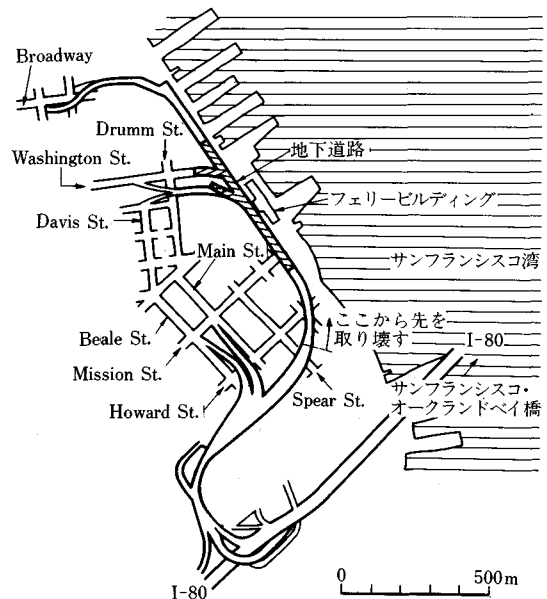 Broadway
Drumm St.
Washington St.
地下道路
フェリービルディング
Davis St.
Main St.
サンフランシスコ湾
ここから先を
取り壊す
I-80
Beale St.
Mission St.
Howard St.
Spear St.
サンフランシスコ・
オークランドベイ橋
I-80
0
500m